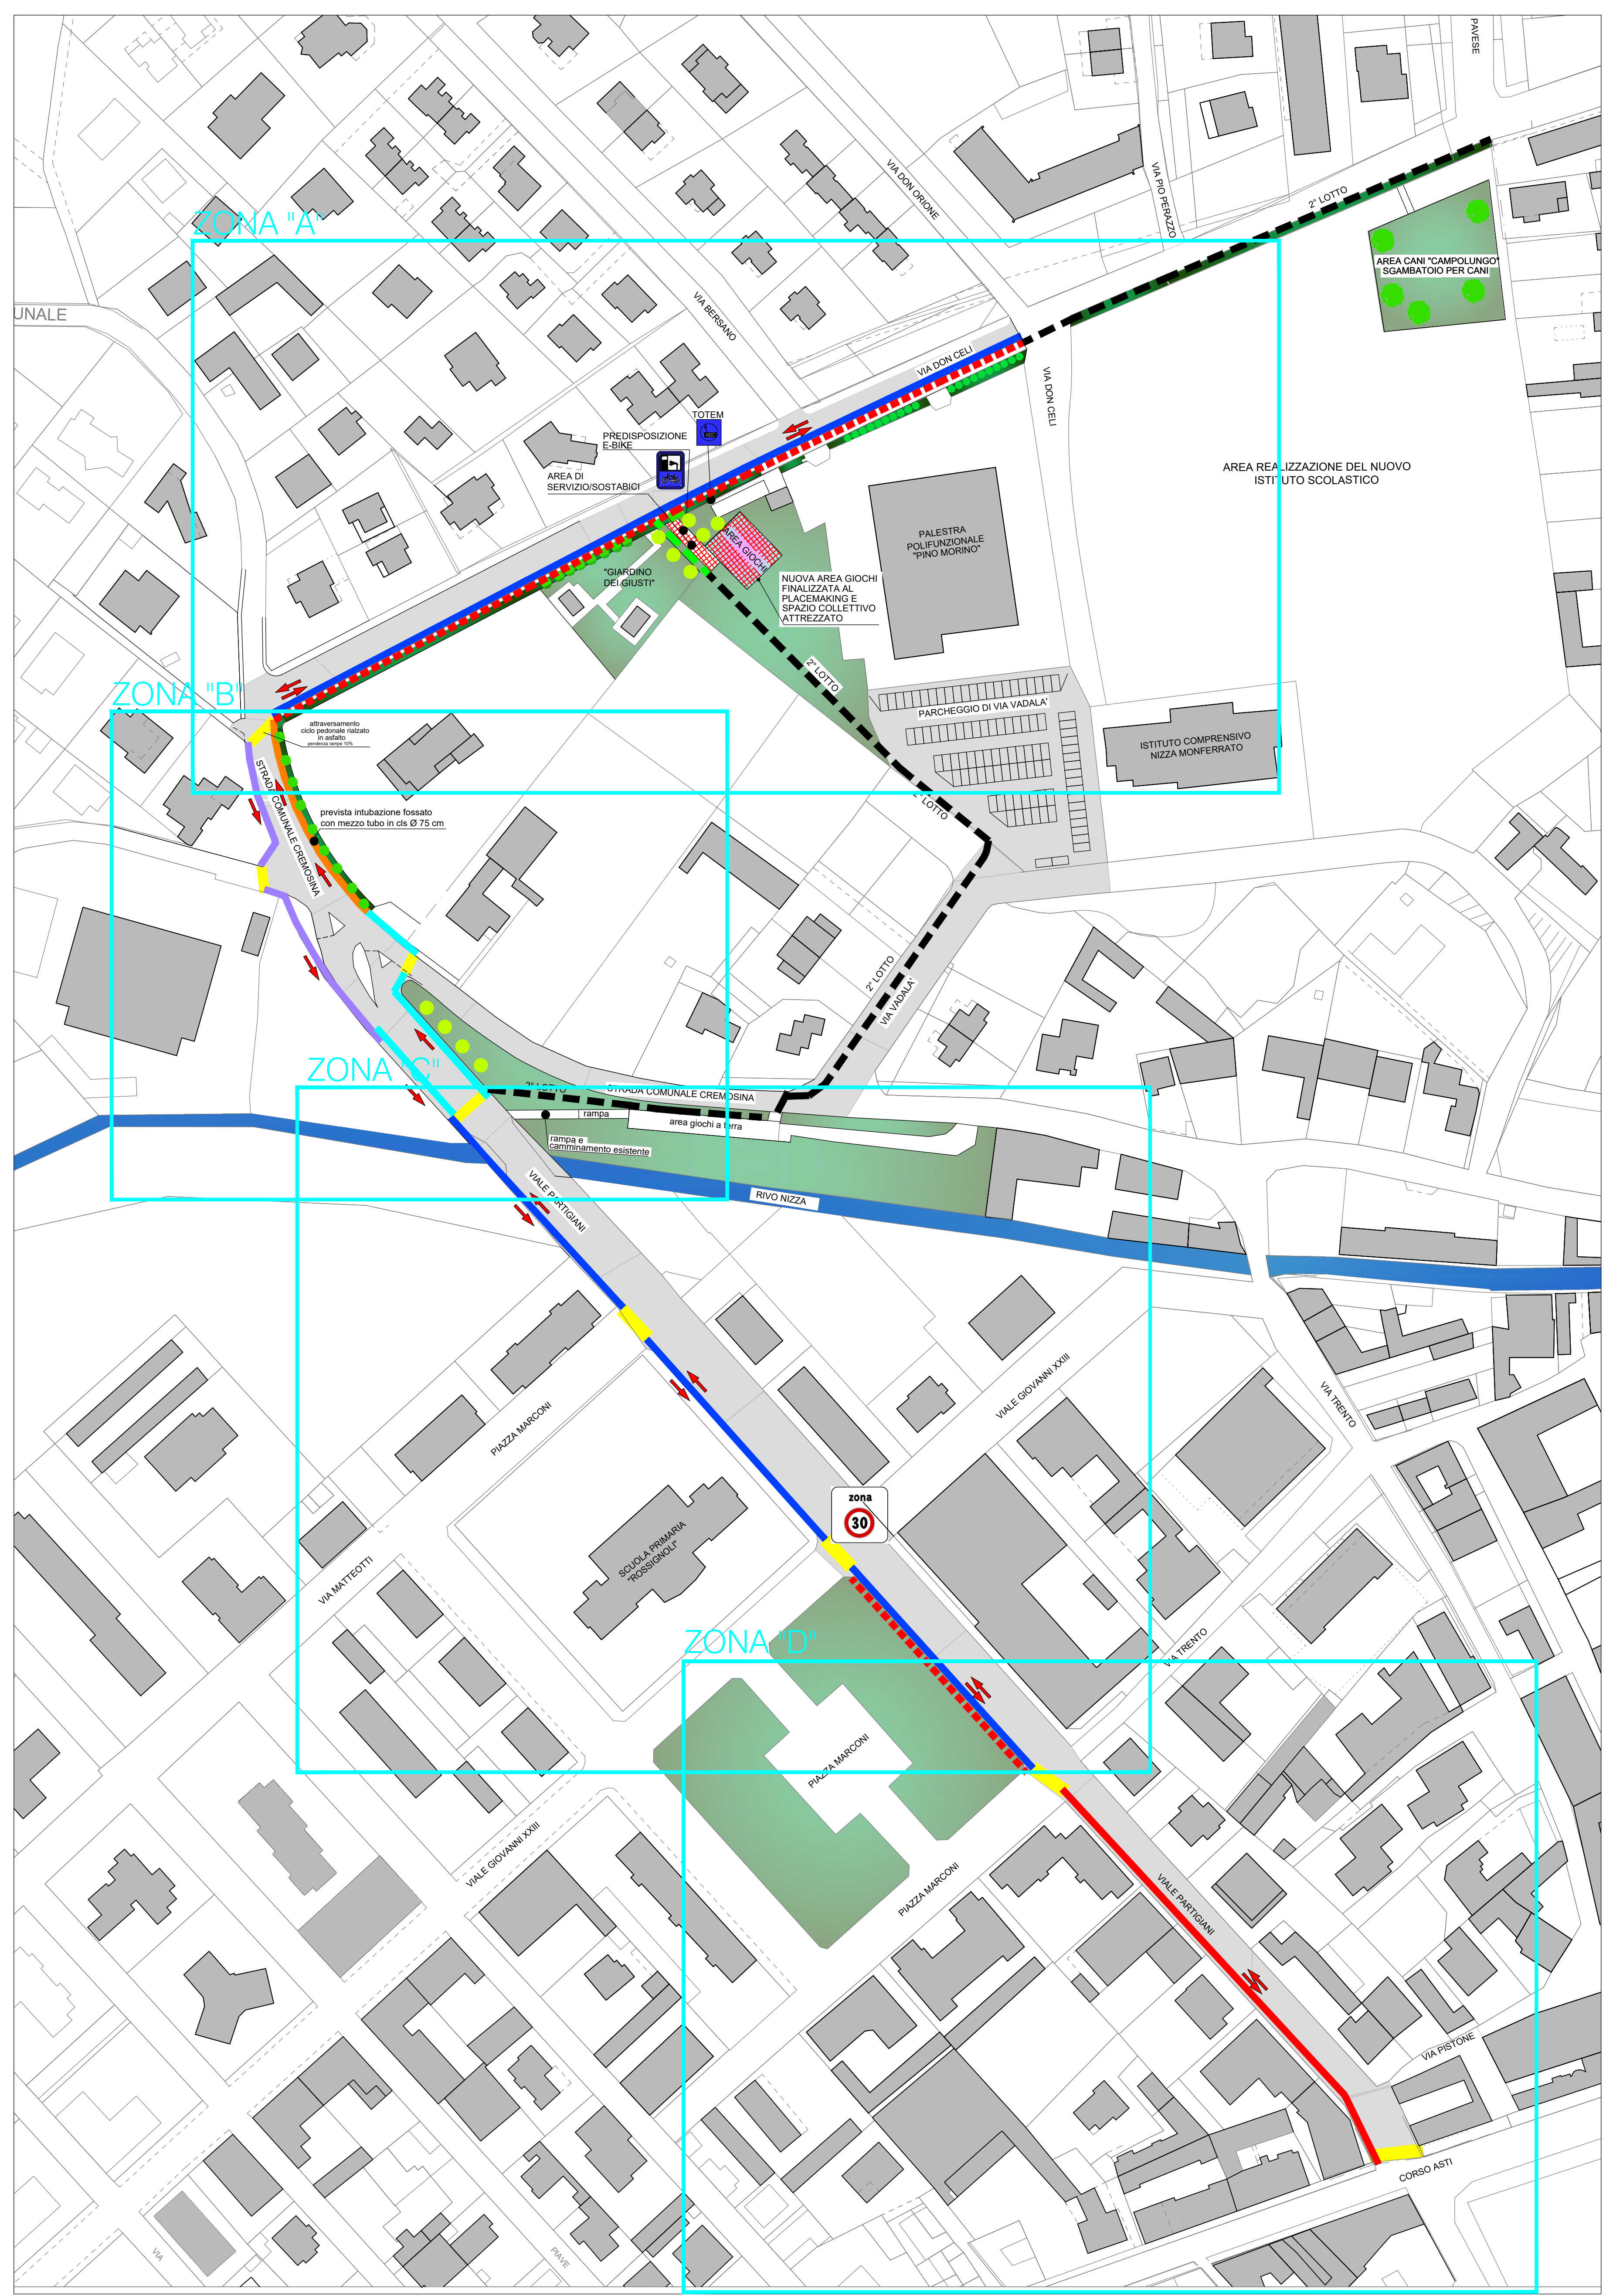 PAVESE
VIA DON ORIONE
VIA PIO PERAZZO
2° LOTTO
ZONA "A"
AREA CANI "CAMPOLUNGO"
SGAMBATOIO PER CANI
UNALE
VIA BERSANO
VIA DON CELI
VIA DON CELI
TOTEM
PREDISPOSIZIONE
E-BIKE
AREA DI
SERVIZIO/SOSTABICI
AREA REALIZZAZIONE DEL NUOVO
ISTITUTO SCOLASTICO
PALESTRA
POLIFUNZIONALE
"PINO MORINO"
AREA GIOCHI
"GIARDINO
DEI GIUSTI"
NUOVA AREA GIOCHI
FINALIZZATA AL
PLACEMAKING E
SPAZIO COLLETTIVO
ATTREZZATO
2° LOTTO
ZONA "B"
PARCHEGGIO DI VIA VADALA'
ISTITUTO COMPRENSIVO
NIZZA MONFERRATO
attraversamento
ciclo pedonale rialzato
in asfalto
pendenza rampe 10%
STRADA COMUNALE CREMOSINA
2° LOTTO
prevista intubazione fossato
con mezzo tubo in cls Ø 75 cm
2° LOTTO
VIA VADALA'
ZONA "C"
2° LOTTO
STRADA COMUNALE CREMOSINA
rampa
area giochi a terra
rampa e
camminamento esistente
VIALE PARTIGIANI
RIVO NIZZA
VIALE GIOVANNI XXIII
VIA TRENTO
PIAZZA MARCONI
zona
30
SCUOLA PRIMARIA
"ROSSIGNOLI"
VIA MATTEOTTI
ZONA "D"
VIA TRENTO
PIAZZA MARCONI
VIALE GIOVANNI XXIII
PIAZZA MARCONI
VIALE PARTIGIANI
VIA PISTONE
CORSO ASTI
VIA
PIAVE